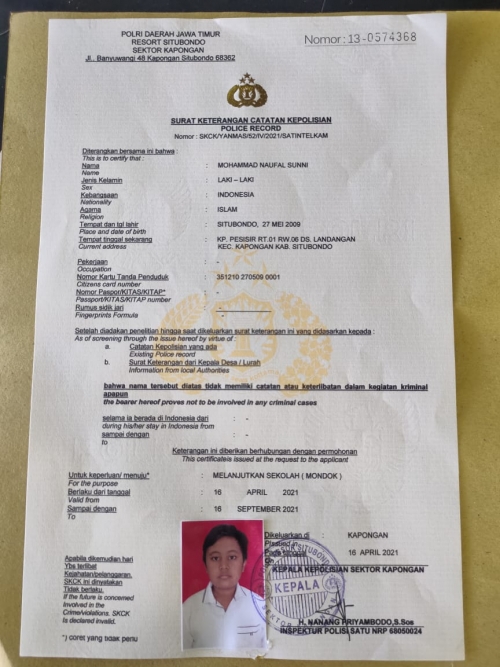 POLRI DAERAH JAWA TIMUR
RESORT SITUBONDO
SEKTOR KAPONGAN
Jl.. Banyuwangi 48 Kapongan Situbondo 68362
Nomor: 13-0574368
SURAT KETERANGAN CATATAN KEPOLISIAN
POLICE RECORD
Nomor : SKCK/YANMAS/52/IV/2021/SATINTELKAM
Diterangkan bersama ini bahwa :
This is to certify that :
Nama : MOHAMMAD NAUFAL SUNNI
Name
Jenis Kelamin : LAKI – LAKI
Sex
Kebangsaan : INDONESIA
Nationality
Agama : ISLAM
Religion
Tempat dan tgl lahir : SITUBONDO, 27 MEI 2009
Place and date of birth
Tempat tinggal sekarang : KP. PESISIR RT.01 RW.06 DS. LANDANGAN
Current address KEC. KAPONGAN KAB. SITUBONDO
Pekerjaan : -
Occupation
Nomor Kartu Tanda Penduduk : 351210 270509 0001
Citizens card number
Nomor Paspor/KITAS/KITAP* : -
Passport/KITAS/KITAP number
Rumus sidik jari : -
Fingerprints Formula
Setelah diadakan penelitian hingga saat dikeluarkan surat keterangan ini yang didasarkan kepada :
As of screening through the issue hereof by virtue of :
a. Catatan Kepolisian yang ada
Existing Police record
b. Surat Keterangan dari Kepala Desa / Lurah
Information from local Authorities
bahwa nama tersebut diatas tidak memiliki catatan atau keterlibatan dalam kegiatan kriminal
apapun
the bearer hereof proves not to be involved in any criminal cases
selama ia berada di Indonesia dari : -
during his/her stay in Indonesia from
sampai dengan : -
to
Keterangan ini diberikan berhubungan dengan permohonan
This certificateis issued at the request to the applicant
Untuk keperluan/ menuju* : MELANJUTKAN SEKOLAH ( MONDOK )
For the purpose
Berlaku dari tanggal : 16 APRIL 2021
Valid from
Sampai dengan : 16 SEPTEMBER 2021
To
Dikeluarkan di : KAPONGAN
Pada tanggal : 16 APRIL 2021
KEPALA KEPOLISIAN SEKTOR KAPONGAN
KEPALA
H. NANANG PRIYAMBODO,S.Sos
INSPEKTUR POLISI SATU NRP 68050024
Apabila dikemudian hari
Ybs terlibat
Kejahatan/pelanggaran,
SKCK Ini dinyatakan
Tidak berlaku.
If the future is concerned
Involved in the
Crime/violations. SKCK
Is declared invalid.
*) coret yang tidak perlu